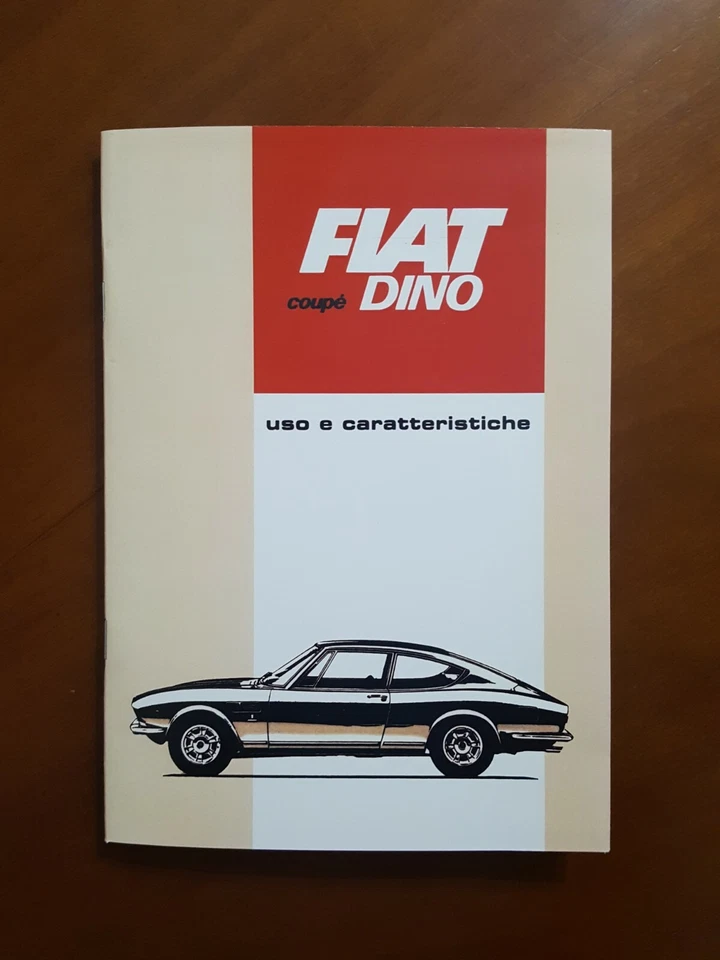 FIAT
coupé DINO
uso e caratteristiche